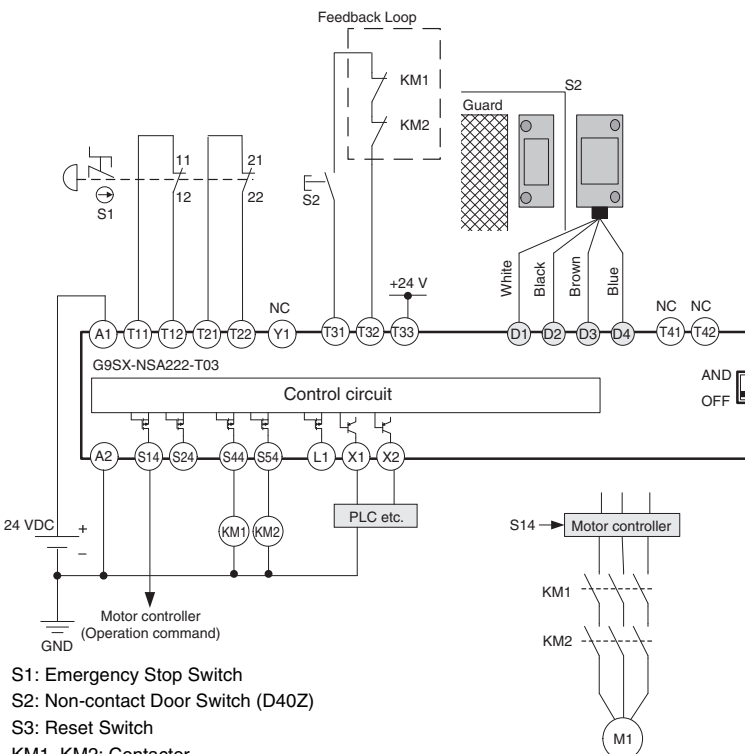 Feedback Loop
KM1
KM2
S2
Guard
11
12
21
22
S1
S2
White
Black
Brown
Blue
+24 V
NC
NC NC
A1 T11 T12 T21 T22 Y1 T31 T32 T33 D1 D2 D3 D4 T41 T42
G9SX-NSA222-T03
Control circuit
AND
OFF
A2 S14 S24 S44 S54 L1 X1 X2
24 VDC
+
–
KM1 KM2
PLC etc.
S14
Motor controller
KM1
KM2
M1
Motor controller
(Operation command)
GND
S1: Emergency Stop Switch
S2: Non-contact Door Switch (D40Z)
S3: Reset Switch
KM1, KM2: Contactor